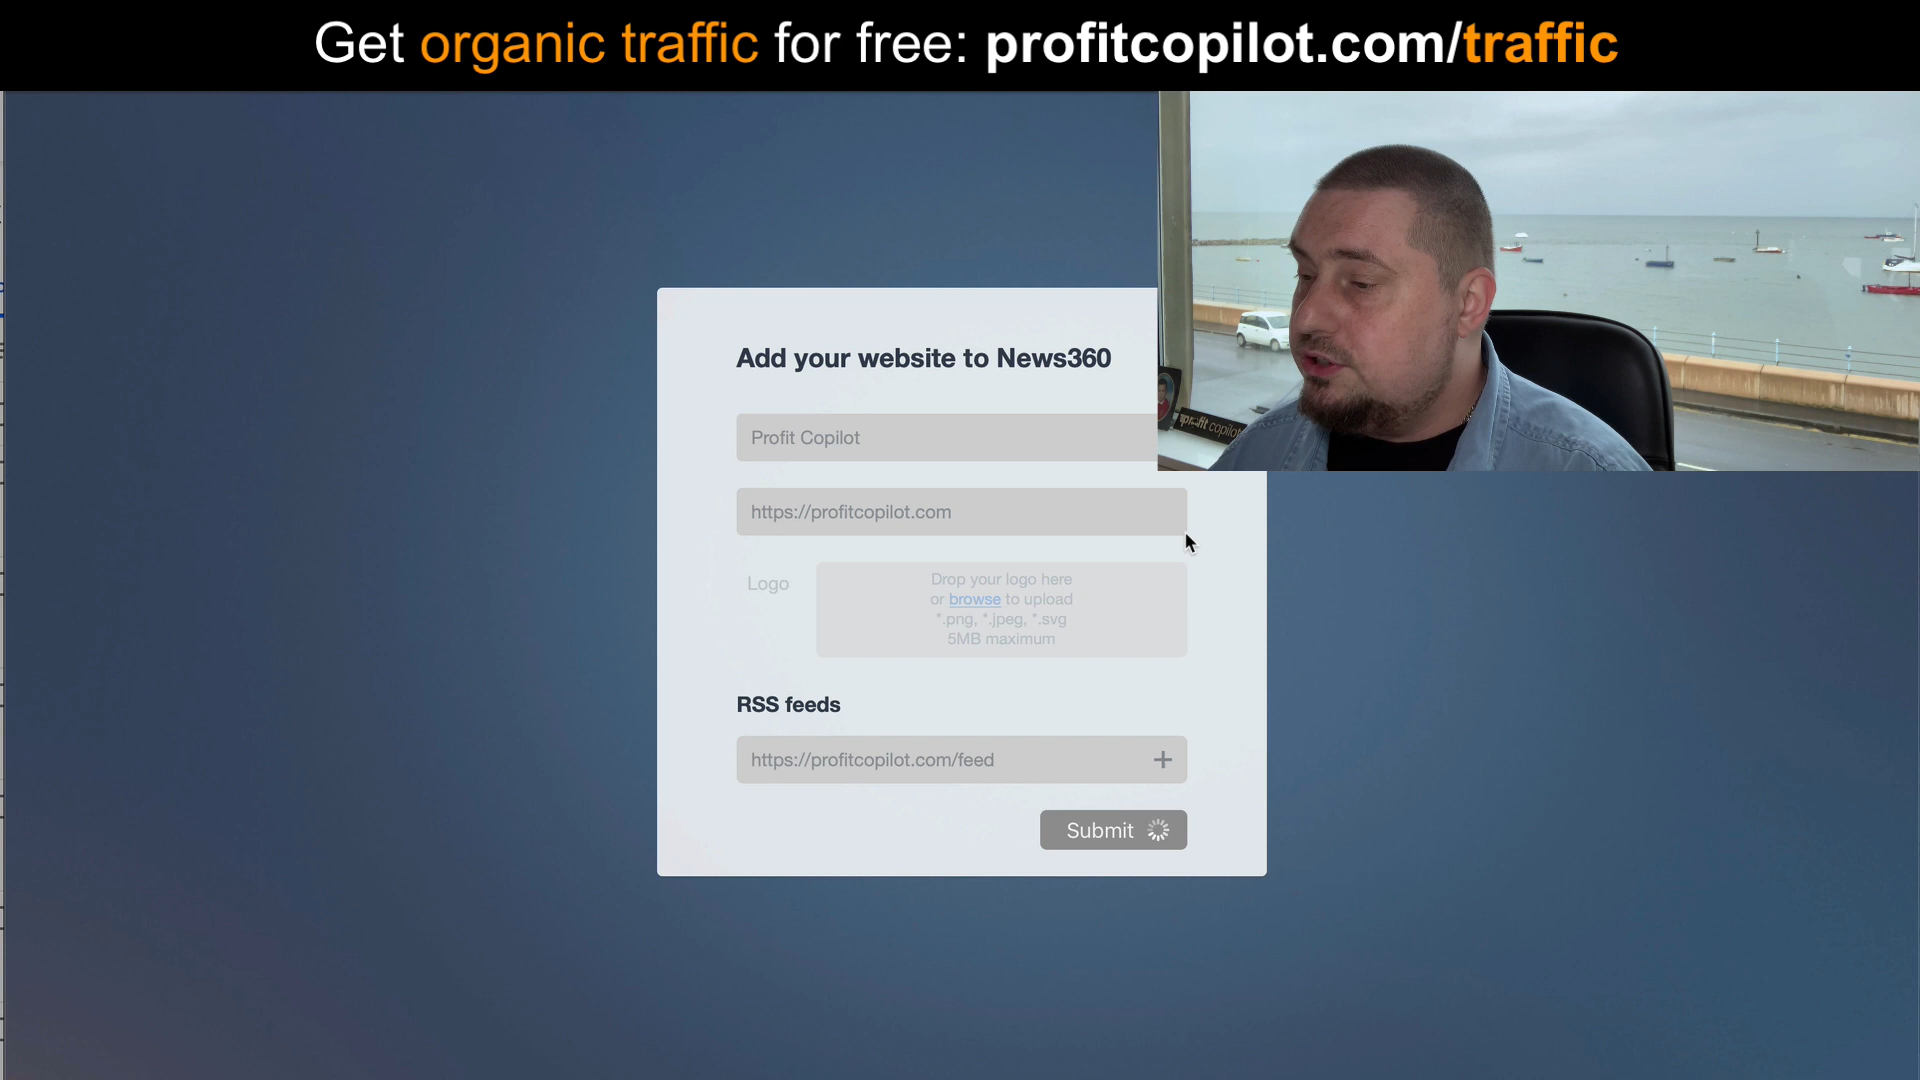 Get organic traffic for free: profitcopilot.com/traffic
Add your website to News360
Profit Copilot
https://profitcopilot.com
Logo
Drop your logo here
or browse to upload
*.png, *.jpeg, *.svg
5MB maximum
RSS feeds
https://profitcopilot.com/feed
Submit
profit copilot